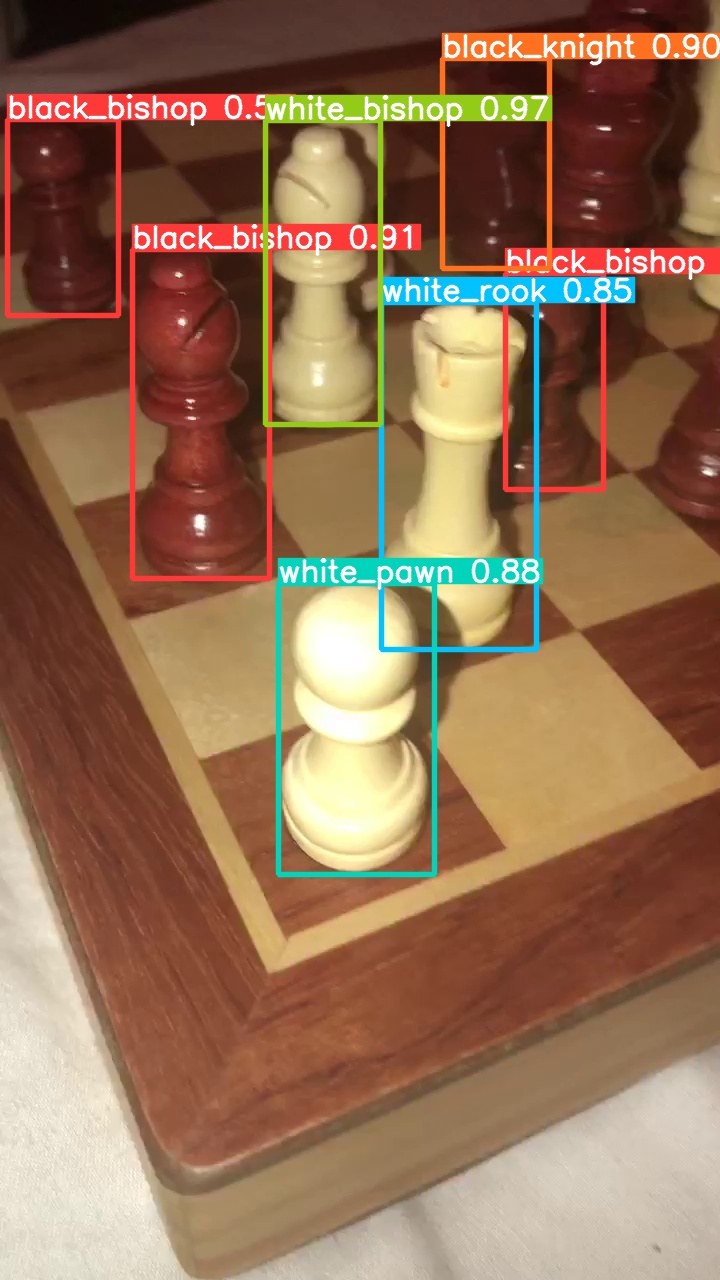 black_knight 0.90
black_bishop 0.5
white_bishop 0.97
black_bishop 0.91
black_bishop
white_rook 0.85
white_pawn 0.88